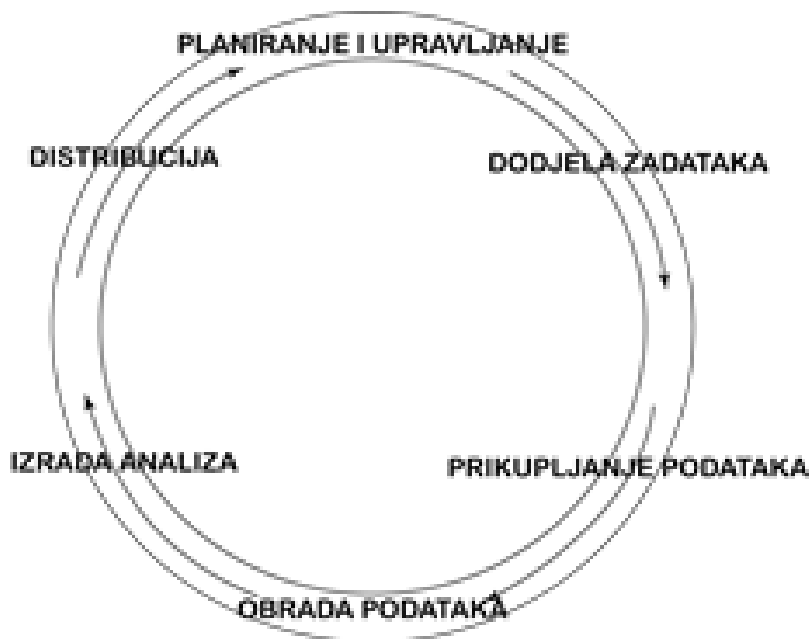 PLANIRANJE I UPRAVLJANJE
DISTRIBUCIJA
DODJELA ZADATAKA
IZRADA ANALIZA
PRIKUPLJANJE PODATAKA
OBRADA PODATAKA